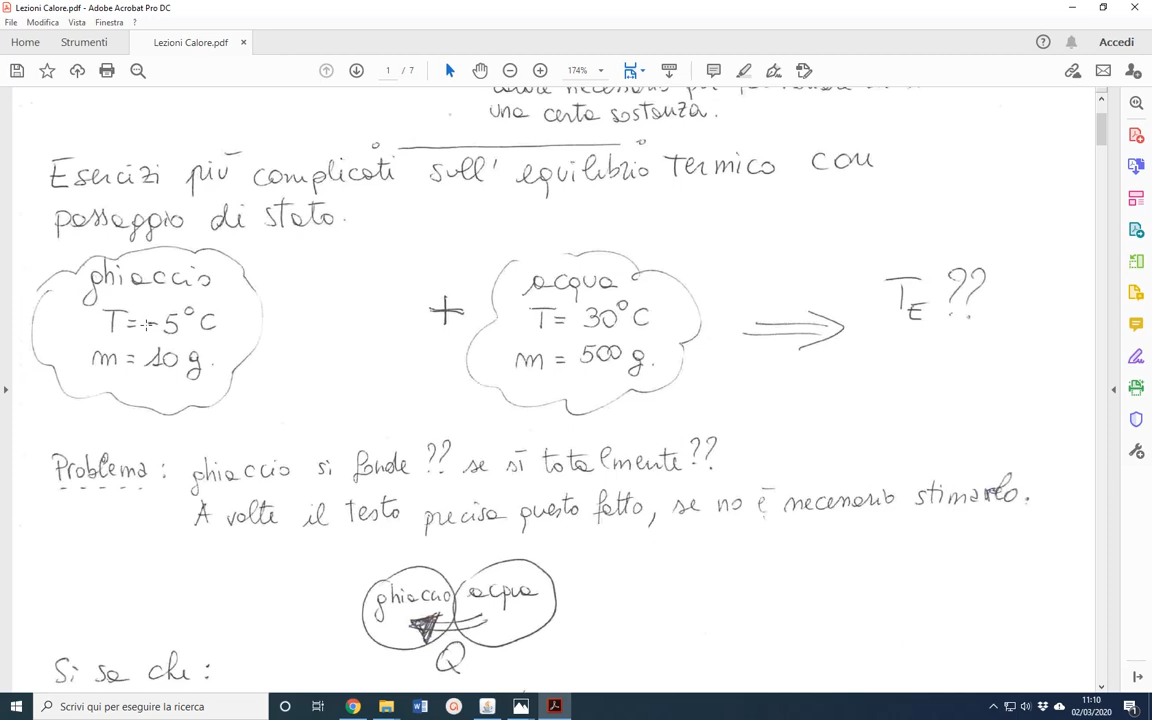 Lezioni Calore.pdf - Adobe Acrobat Pro DC
File Modifica Vista Finestra ?
Home Strumenti Lezioni Calore.pdf × Accedi
1 / 7 174%
una certa sostanza.
Esercizi più complicati sull' equilibrio termico con
passaggio di stato.
ghiaccio
T = -5°C
m = 10 g.
+
acqua
T = 30°C
m = 500 g.
⇒ TE ??
Problema : ghiaccio si fonde ?? se sì totalmente ??
A volte il testo precisa questo fatto, se no è necessario stimarlo.
ghiaccio acqua
Q
Si sa che :
Scrivi qui per eseguire la ricerca
11:10
02/03/2020